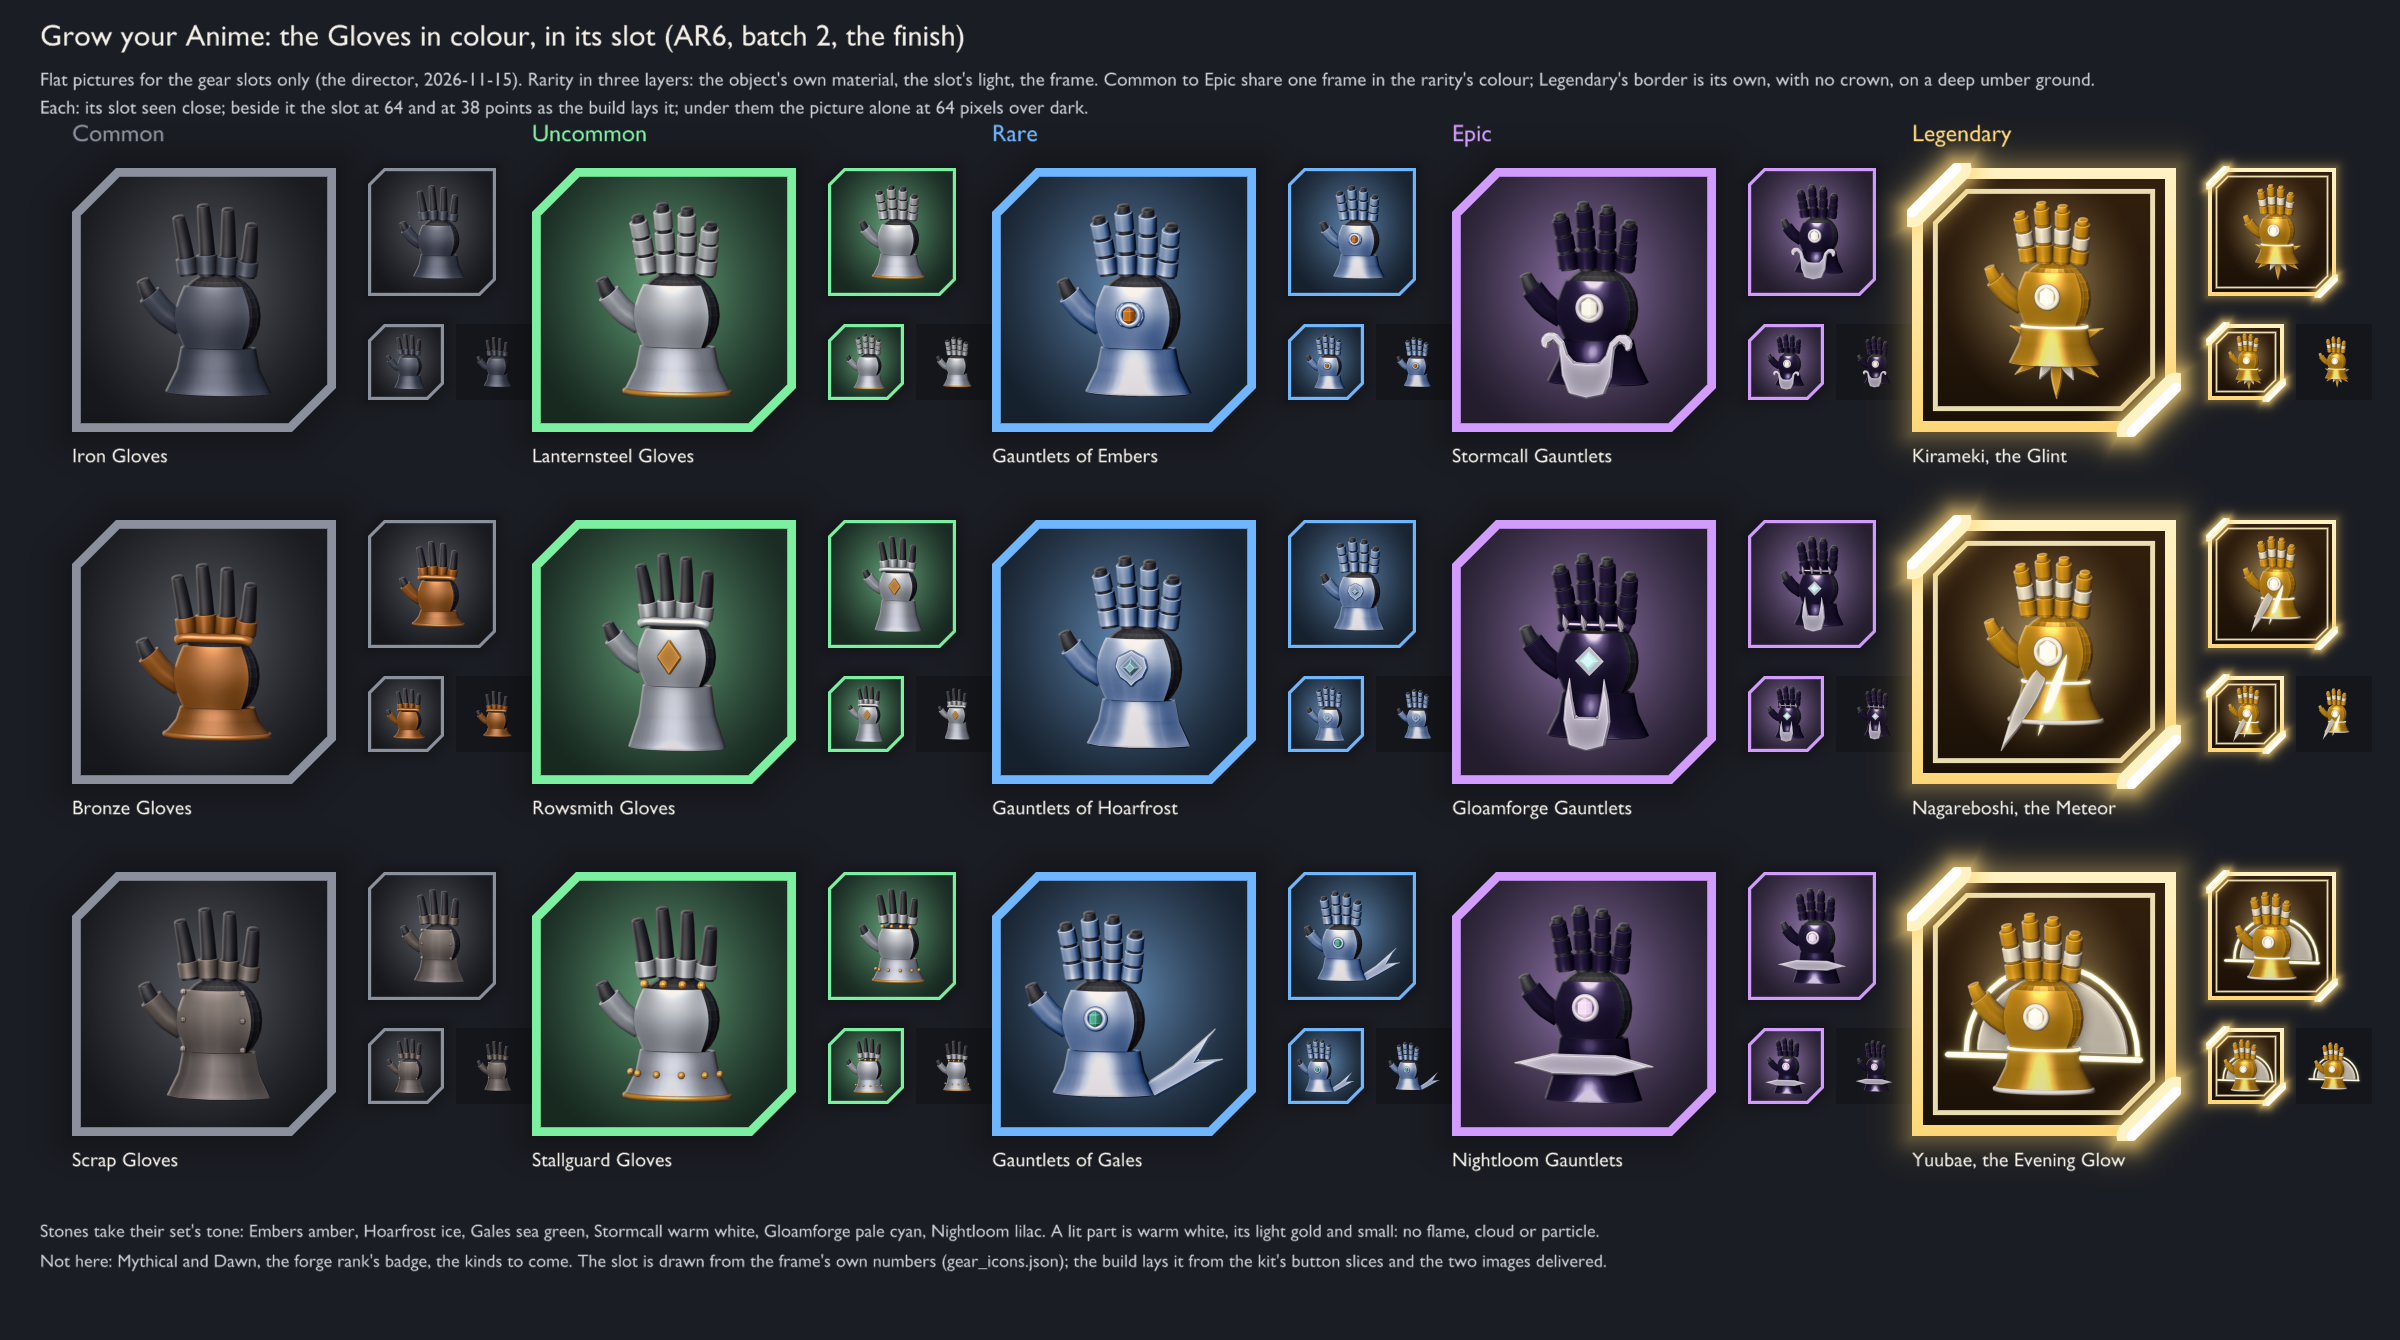 Grow your Anime: the Gloves in colour, in its slot (AR6, batch 2, the finish)
Flat pictures for the gear slots only (the director, 2026-11-15). Rarity in three layers: the object's own material, the slot's light, the frame. Common to Epic share one frame in the rarity's colour; Legendary's border is its own, with no crown, on a deep umber ground.
Each: its slot seen close; beside it the slot at 64 and at 38 points as the build lays it; under them the picture alone at 64 pixels over dark.
Common Uncommon Rare Epic Legendary
Iron Gloves Lanternsteel Gloves Gauntlets of Embers Stormcall Gauntlets Kirameki, the Glint
Bronze Gloves Rowsmith Gloves Gauntlets of Hoarfrost Gloamforge Gauntlets Nagareboshi, the Meteor
Scrap Gloves Stallguard Gloves Gauntlets of Gales Nightloom Gauntlets Yuubae, the Evening Glow
Stones take their set's tone: Embers amber, Hoarfrost ice, Gales sea green, Stormcall warm white, Gloamforge pale cyan, Nightloom lilac. A lit part is warm white, its light gold and small: no flame, cloud or particle.
Not here: Mythical and Dawn, the forge rank's badge, the kinds to come. The slot is drawn from the frame's own numbers (gear_icons.json); the build lays it from the kit's button slices and the two images delivered.